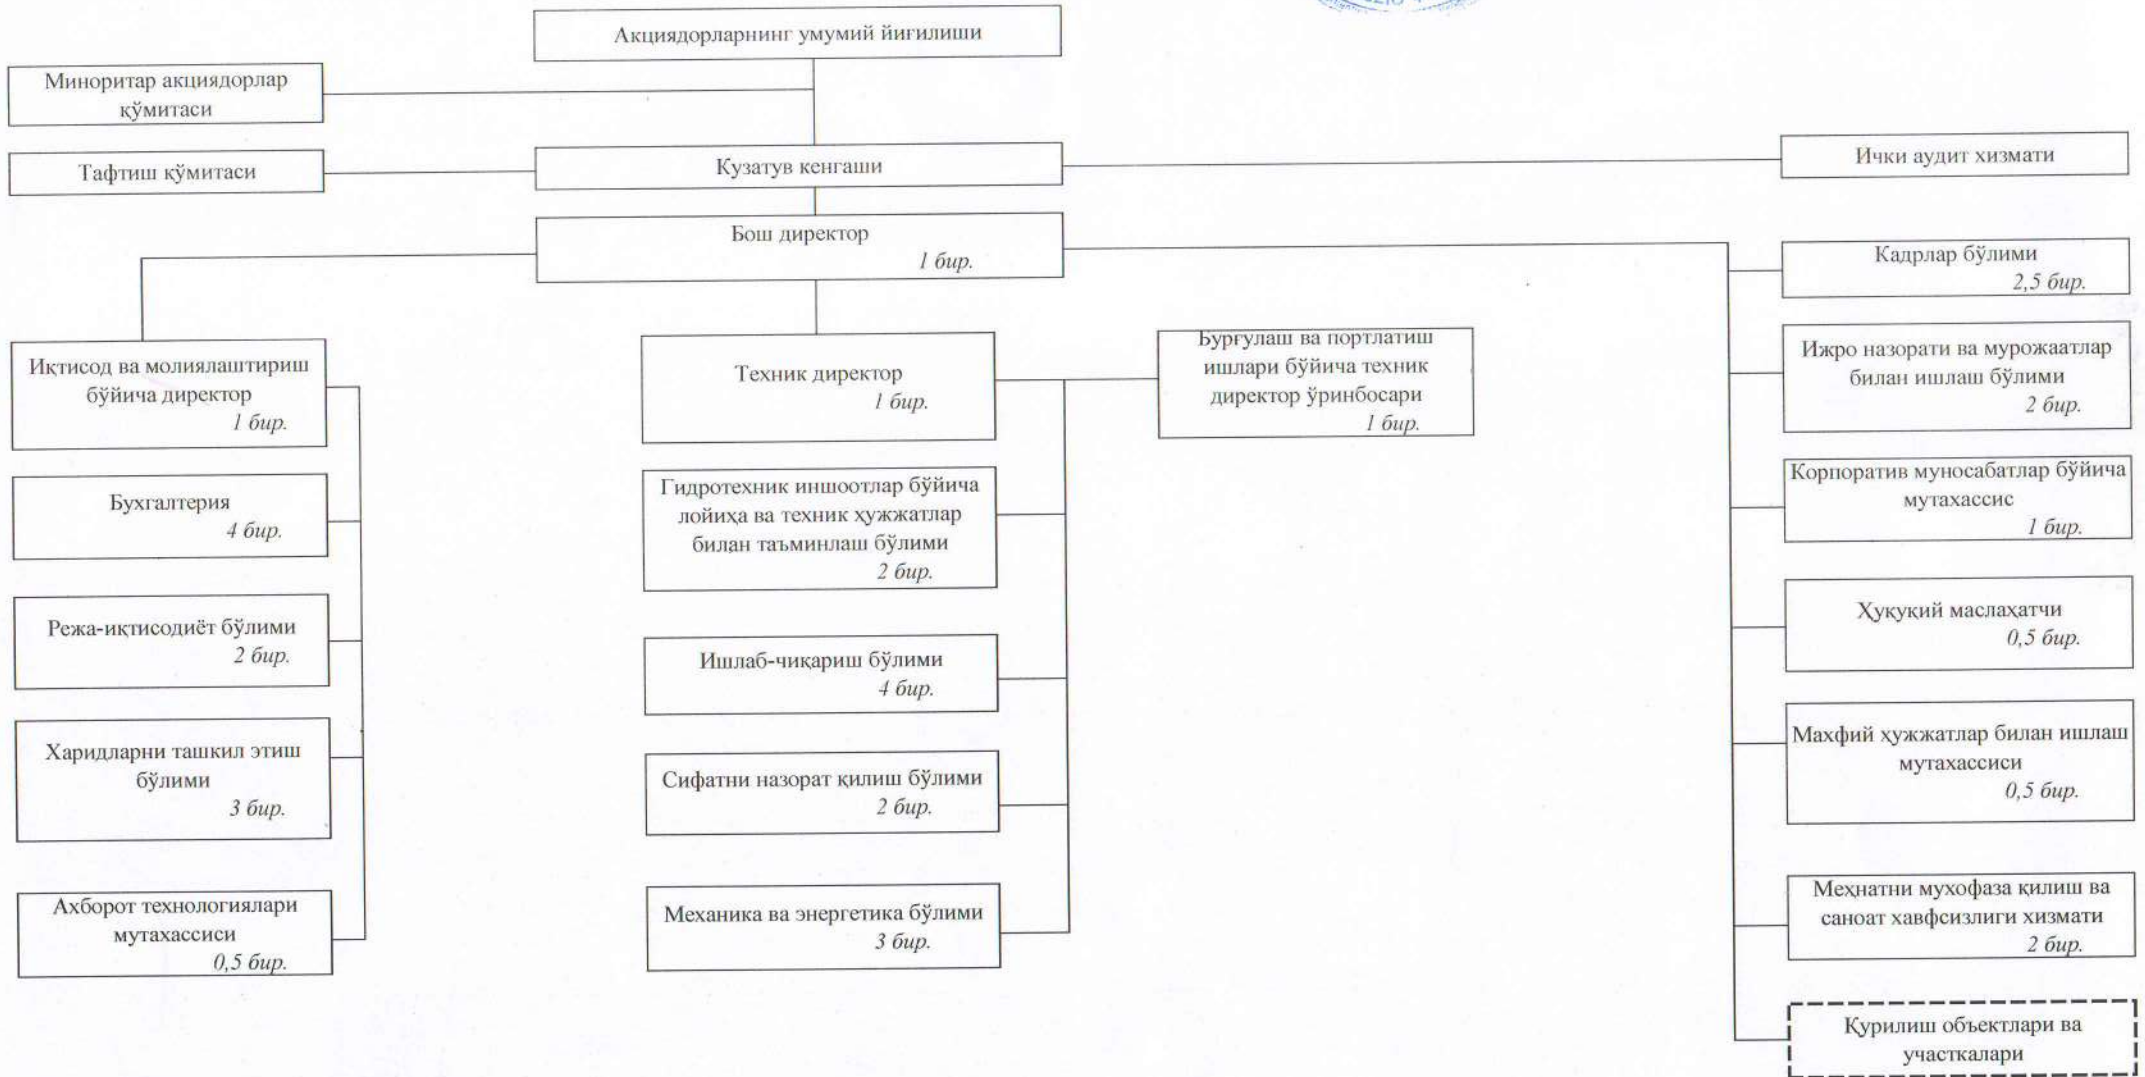 Акциядорларнинг умумий йиғилиши
Миноритар акциядорлар
қўмитаси
Тафтиш қўмитаси
Кузатув кенгаши
Ички аудит хизмати
Бош директор
1 бир.
Иқтисод ва молиялаштириш
бўйича директор
1 бир.
Бухгалтерия
4 бир.
Режа-иқтисодиёт бўлими
2 бир.
Харидларни ташкил этиш
бўлими
3 бир.
Ахборот технологиялари
мутахассиси
0,5 бир.
Техник директор
1 бир.
Гидротехник иншоотлар бўйича
лойиҳа ва техник ҳужжатлар
билан таъминлаш бўлими
2 бир.
Ишлаб-чиқариш бўлими
4 бир.
Сифатни назорат қилиш бўлими
2 бир.
Механика ва энергетика бўлими
3 бир.
Бурғулаш ва портлатиш
ишлари бўйича техник
директор ўринбосари
1 бир.
Кадрлар бўлими
2,5 бир.
Ижро назорати ва мурожаатлар
билан ишлаш бўлими
2 бир.
Корпоратив муносабатлар бўйича
мутахассис
1 бир.
Ҳуқуқий маслаҳатчи
0,5 бир.
Махфий ҳужжатлар билан ишлаш
мутахассиси
0,5 бир.
Меҳнатни мухофаза қилиш ва
саноат хавфсизлиги хизмати
2 бир.
Қурилиш объектлари ва
участкалари